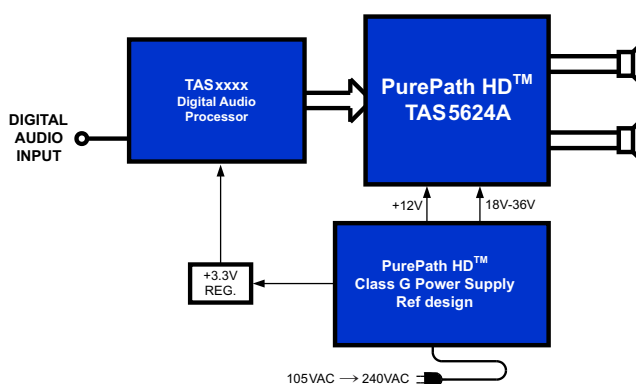 TASxxxx
Digital Audio
Processor
PurePath HD™
TAS5624A
DIGITAL
AUDIO
INPUT
+12V
18V-36V
+3.3V
REG.
PurePath HD™
Class G Power Supply
Ref design
105VAC → 240VAC